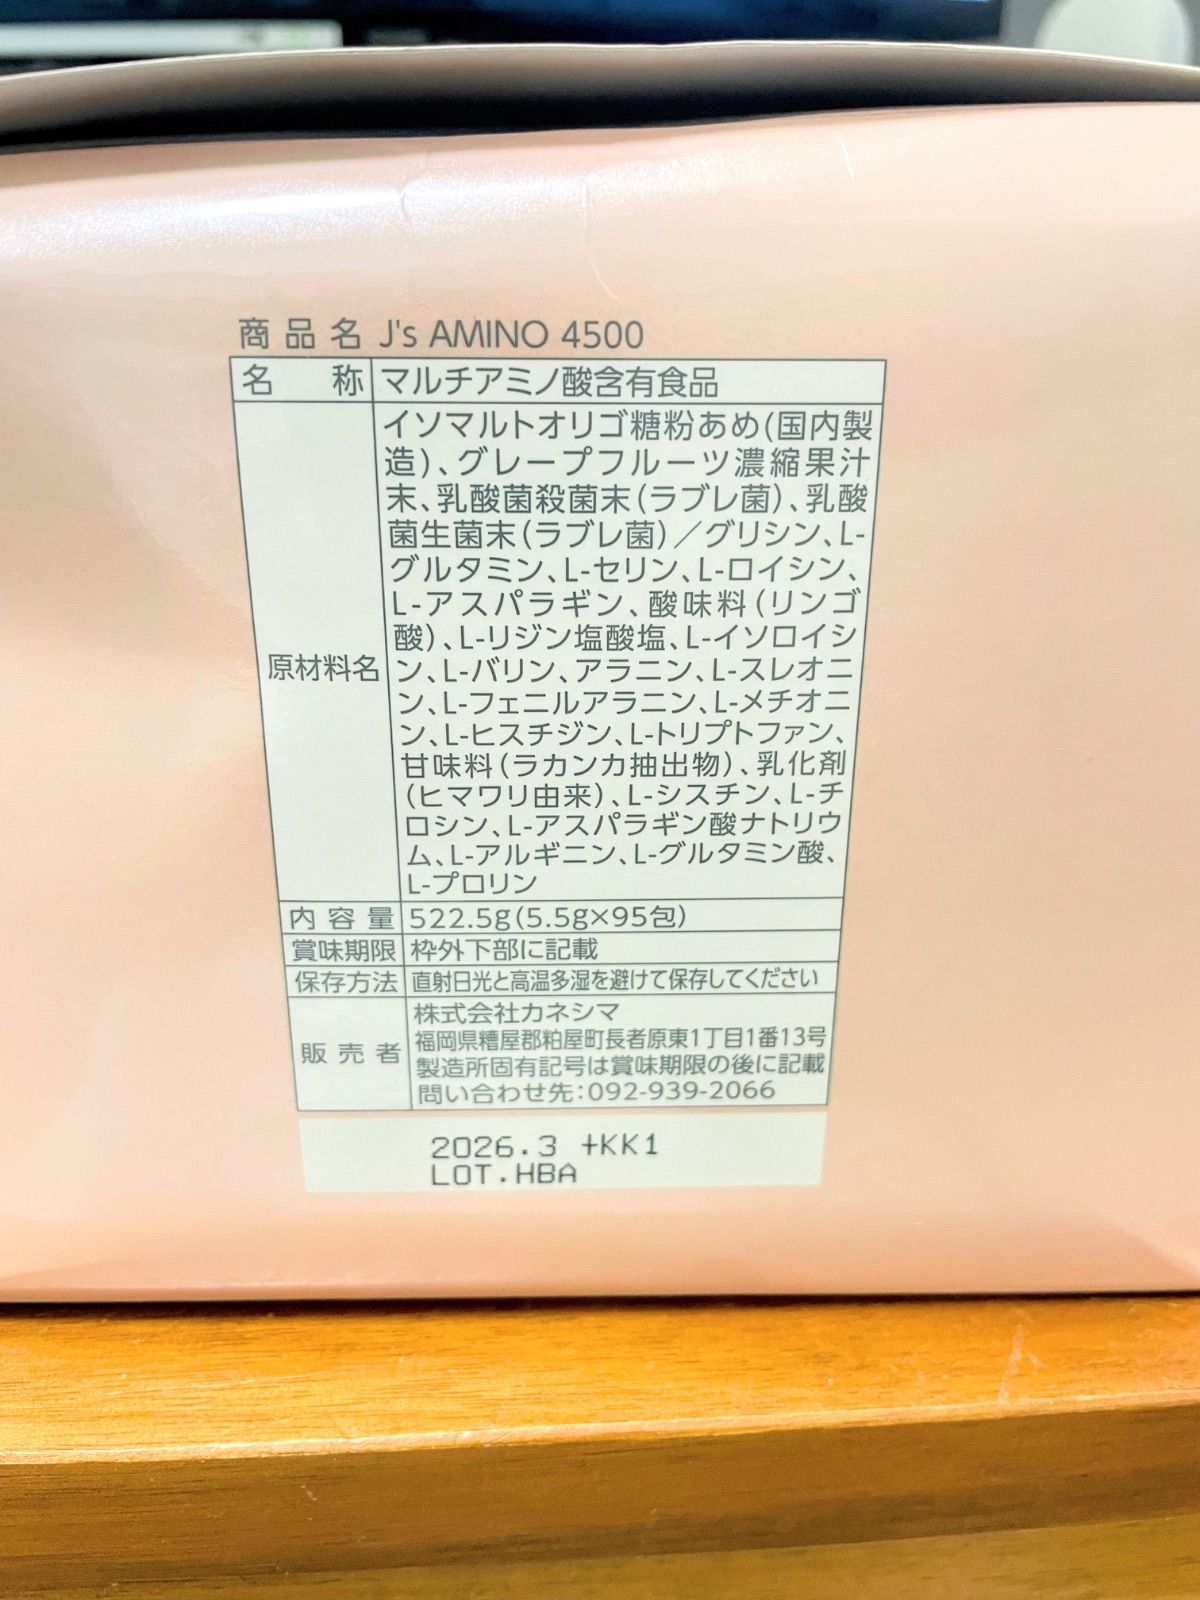 商品名 J's AMINO 4500
名称 マルチアミノ酸含有食品
原材料名
イソマルトオリゴ糖粉あめ(国内製
造)、グレープフルーツ濃縮果汁
末、乳酸菌殺菌末(ラブレ菌)、乳酸
菌生菌末(ラブレ菌)／グリシン、L-
グルタミン、L-セリン、L-ロイシン、
L-アスパラギン、酸味料(リンゴ
酸)、L-リジン塩酸塩、L-イソロイシ
ン、L-バリン、アラニン、L-スレオニ
ン、L-フェニルアラニン、L-メチオニ
ン、L-ヒスチジン、L-トリプトファン、
甘味料(ラカンカ抽出物)、乳化剤
(ヒマワリ由来)、L-シスチン、L-チ
ロシン、L-アスパラギン酸ナトリウ
ム、L-アルギニン、L-グルタミン酸、
L-プロリン
内容量 522.5g(5.5g×95包)
賞味期限 枠外下部に記載
保存方法 直射日光と高温多湿を避けて保存してください
販売者
株式会社カネシマ
福岡県糟屋郡粕屋町長者原東1丁目1番13号
製造所固有記号は賞味期限の後に記載
問い合わせ先:092-939-2066
2026.3 +KK1
LOT.HBA